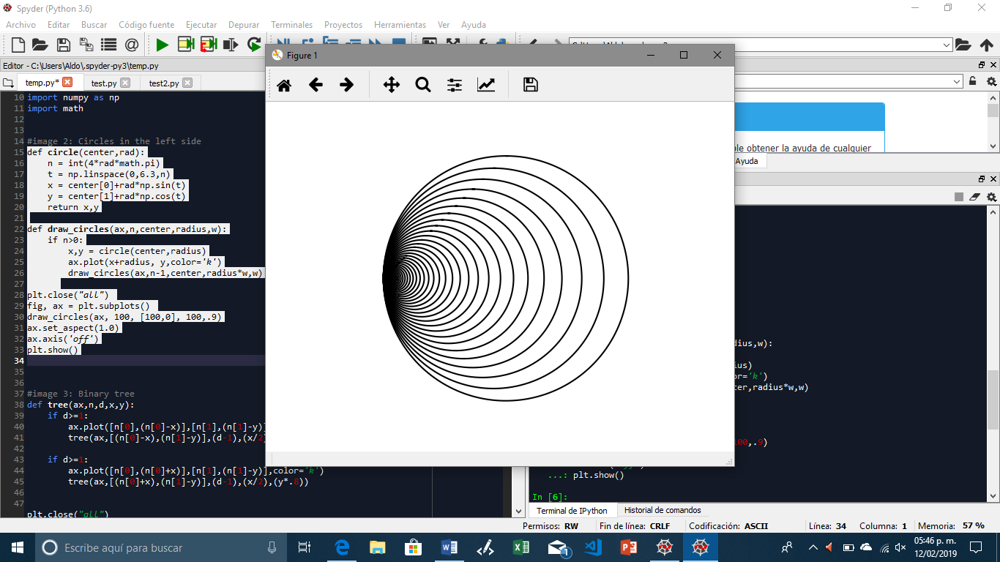 Spyder (Python 3.6)
Archivo Editar Buscar Código fuente Ejecutar Depurar Terminales Proyectos Herramientas Ver Ayuda
Editor - C:\Users\Aldo\.spyder-py3\temp.py
temp.py* test.py test2.py
10 import numpy as np
11 import math
12
13
14 #image 2: Circles in the left side
15 def circle(center,rad):
16 n = int(4*rad*math.pi)
17 t = np.linspace(0,6.3,n)
18 x = center[0]+rad*np.sin(t)
19 y = center[1]+rad*np.cos(t)
20 return x,y
21
22 def draw_circles(ax,n,center,radius,w):
23 if n>0:
24 x,y = circle(center,radius)
25 ax.plot(x+radius, y,color='k')
26 draw_circles(ax,n-1,center,radius*w,w)
27
28 plt.close("all")
29 fig, ax = plt.subplots()
30 draw_circles(ax, 100, [100,0], 100,.9)
31 ax.set_aspect(1.0)
32 ax.axis('off')
33 plt.show()
34
35
36
37 #image 3: Binary tree
38 def tree(ax,n,d,x,y):
39 if d>=1:
40 ax.plot([n[0],(n[0]-x)],[n[1],(n[1]-y)]
41 tree(ax,[(n[0]-x),(n[1]-y)],(d-1),(x/2)
42
43 if d>=1:
44 ax.plot([n[0],(n[0]+x)],[n[1],(n[1]-y)],color='k')
45 tree(ax,[(n[0]+x),(n[1]-y)],(d-1),(x/2),(y*.8))
46
47
plt.close("all")
Figure 1
obtener la ayuda de cualquier
Ayuda
dius,w):
ius)
or='k')
ter,radius*w,w)
100,.9)
...: plt.show()
In [6]:
Terminal de IPython Historial de comandos
Permisos: RW Fin de línea: CRLF Codificación: ASCII Línea: 34 Columna: 1 Memoria: 57 %
Escribe aquí para buscar
1
05:46 p. m.
12/02/2019